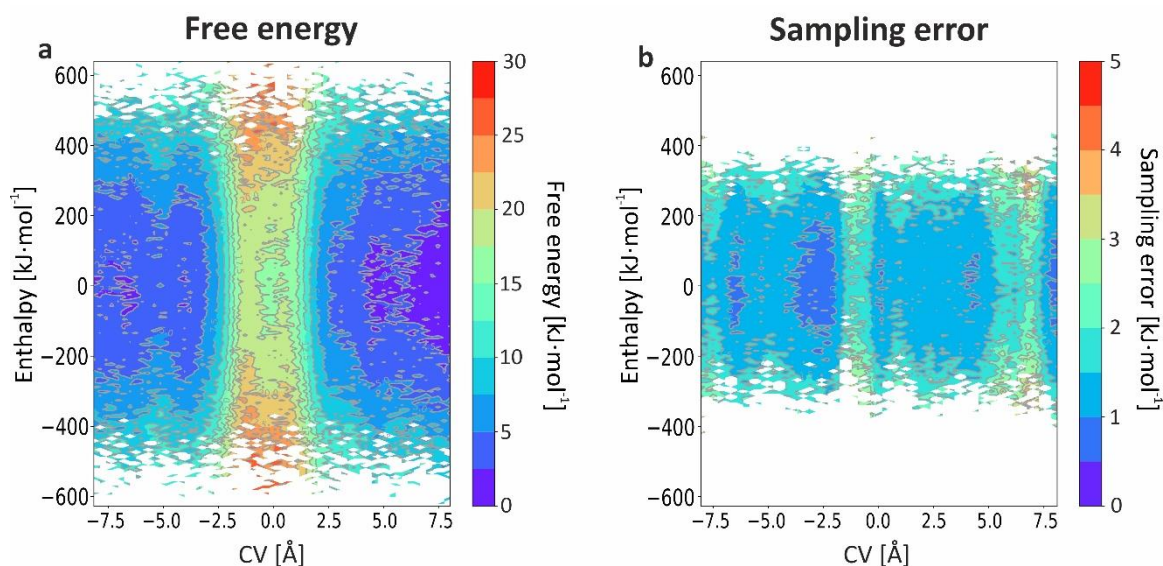 Free energy
Sampling error
a
b
600
400
200
0
−200
−400
−600
Enthalpy [kJ·mol⁻¹]
−7.5 −5.0 −2.5 0.0 2.5 5.0 7.5
CV [Å]
30
25
20
15
10
5
0
Free energy [kJ·mol⁻¹]
600
400
200
0
−200
−400
−600
Enthalpy [kJ·mol⁻¹]
−7.5 −5.0 −2.5 0.0 2.5 5.0 7.5
CV [Å]
5
4
3
2
1
0
Sampling error [kJ·mol⁻¹]